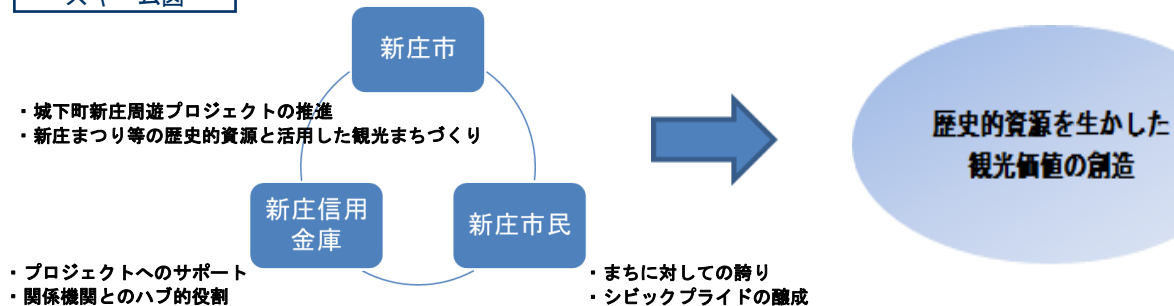 スキーム図
新庄市
・城下町新庄周遊プロジェクトの推進
・新庄まつり等の歴史的資源と活用した観光まちづくり
新庄信用
金庫
新庄市民
・プロジェクトへのサポート
・関係機関とのハブ的役割
・まちに対しての誇り
・シビックプライドの醸成
歴史的資源を生かした
観光価値の創造